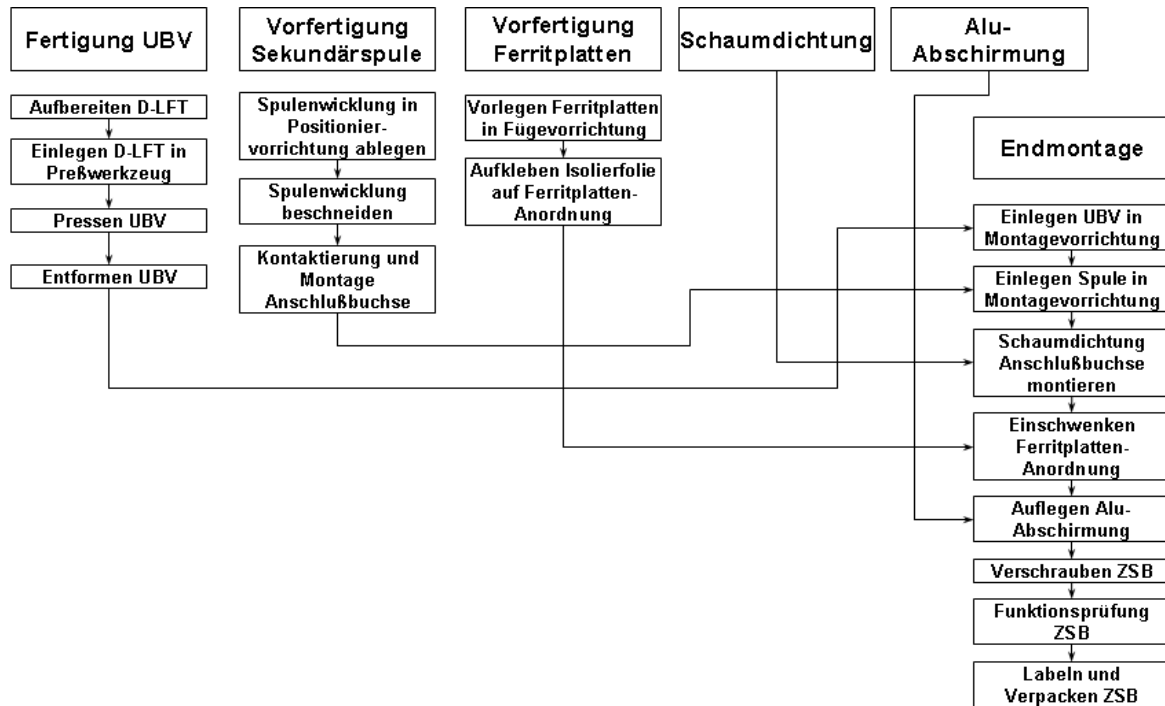 Fertigung UBV
Vorfertigung
Sekundärspule
Vorfertigung
Ferritplatten
Schaumdichtung
Alu-
Abschirmung
Aufbereiten D-LFT
Einlegen D-LFT in
Preßwerkzeug
Pressen UBV
Entformen UBV
Spulenwicklung in
Positionier-
vorrichtung ablegen
Spulenwicklung
beschneiden
Kontaktierung und
Montage
Anschlußbuchse
Vorlegen Ferritplatten
in Fügevorrichtung
Aufkleben Isolierfolie
auf Ferritplatten-
Anordnung
Endmontage
Einlegen UBV in
Montagevorrichtung
Einlegen Spule in
Montagevorrichtung
Schaumdichtung
Anschlußbuchse
montieren
Einschwenken
Ferritplatten-
Anordnung
Auflegen Alu-
Abschirmung
Verschrauben ZSB
Funktionsprüfung
ZSB
Labeln und
Verpacken ZSB